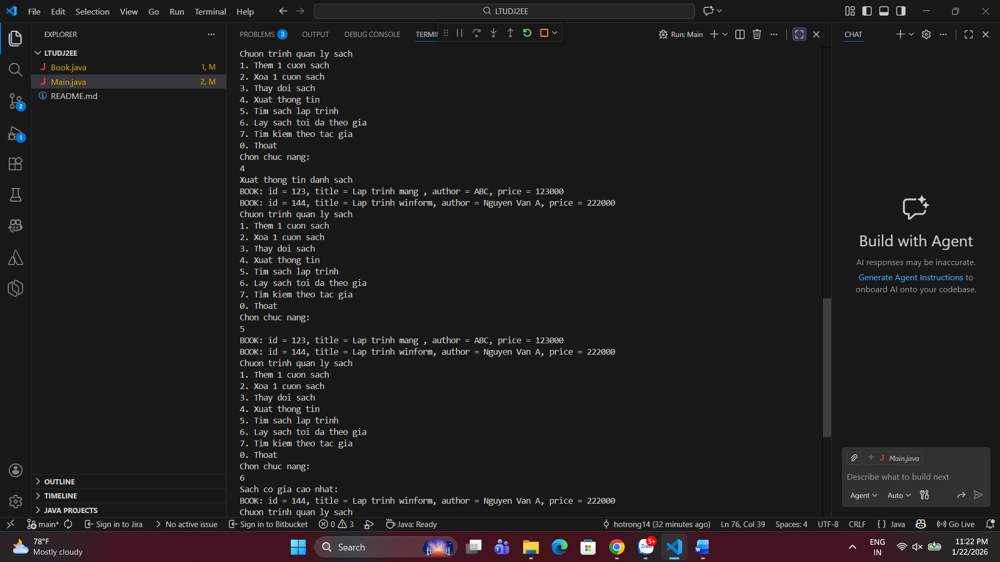 File Edit Selection View Go Run Terminal Help
LTUDJ2EE
EXPLORER
LTUDJ2EE
Book.java 1, M
Main.java 2, M
README.md
OUTLINE
TIMELINE
JAVA PROJECTS
2
1
PROBLEMS 3 OUTPUT DEBUG CONSOLE TERMI
Run: Main
Chuon trinh quan ly sach
1. Them 1 cuon sach
2. Xoa 1 cuon sach
3. Thay doi sach
4. Xuat thong tin
5. Tim sach lap trinh
6. Lay sach toi da theo gia
7. Tim kiem theo tac gia
0. Thoat
Chon chuc nang:
4
Xuat thong tin danh sach
BOOK: id = 123, title = Lap trinh mang , author = ABC, price = 123000
BOOK: id = 144, title = Lap trinh winform, author = Nguyen Van A, price = 222000
Chuon trinh quan ly sach
1. Them 1 cuon sach
2. Xoa 1 cuon sach
3. Thay doi sach
4. Xuat thong tin
5. Tim sach lap trinh
6. Lay sach toi da theo gia
7. Tim kiem theo tac gia
0. Thoat
Chon chuc nang:
5
BOOK: id = 123, title = Lap trinh mang , author = ABC, price = 123000
BOOK: id = 144, title = Lap trinh winform, author = Nguyen Van A, price = 222000
Chuon trinh quan ly sach
1. Them 1 cuon sach
2. Xoa 1 cuon sach
3. Thay doi sach
4. Xuat thong tin
5. Tim sach lap trinh
6. Lay sach toi da theo gia
7. Tim kiem theo tac gia
0. Thoat
Chon chuc nang:
6
Sach co gia cao nhat:
BOOK: id = 144, title = Lap trinh winform, author = Nguyen Van A, price = 222000
Chuon trinh quan ly sach
CHAT
Build with Agent
AI responses may be inaccurate.
Generate Agent Instructions to
onboard AI onto your codebase.
Main.java
Describe what to build next
Agent Auto
main* Sign in to Jira No active issue Sign in to Bitbucket 0 3 Java: Ready hotrong14 (32 minutes ago) Ln 76, Col 39 Spaces: 4 UTF-8 CRLF {} Java Go Live
78°F
Mostly cloudy
Search
5+
Zalo
ENG
IN
11:22 PM
1/22/2026